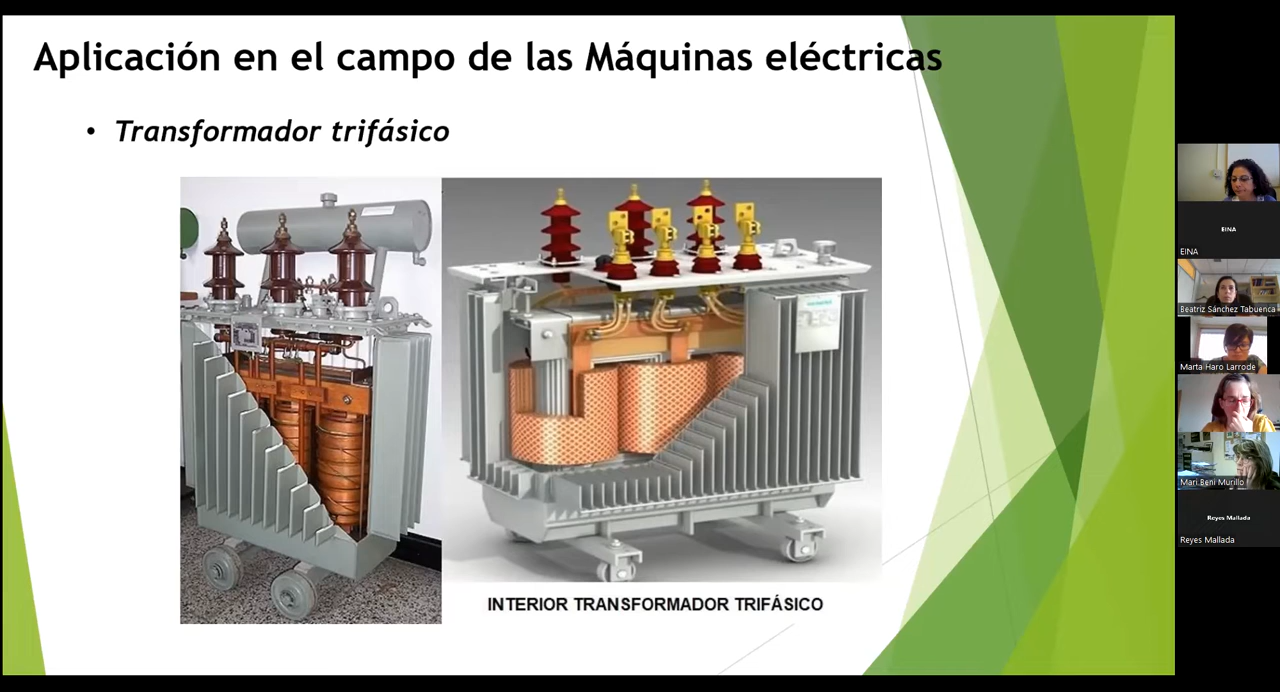 Aplicación en el campo de las Máquinas eléctricas
• Transformador trifásico
INTERIOR TRANSFORMADOR TRIFÁSICO
EINA
EINA
Beatriz Sánchez Tabuenca
Marta Haro Larrode
Mari.Beni Murillo
Reyes Mallada
Reyes Mallada